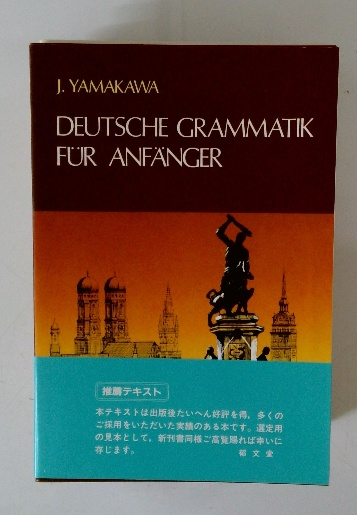 J. YAMAKAWA
DEUTSCHE GRAMMATIK
FÜR ANFÄNGER
推薦テキスト
本テキストは出版後たいへん好評を得，多くの
ご採用をいただいた実績のある本です。選定用
の見本として，新刊書同様ご高覧賜れば幸いに
存じます。
郁文堂